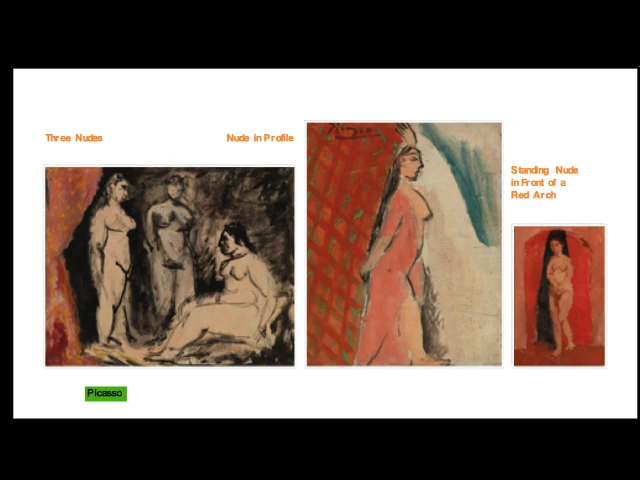 Three Nudes
Nude in Profile
Standing Nude
in Front of a
Red Arch
Picasso